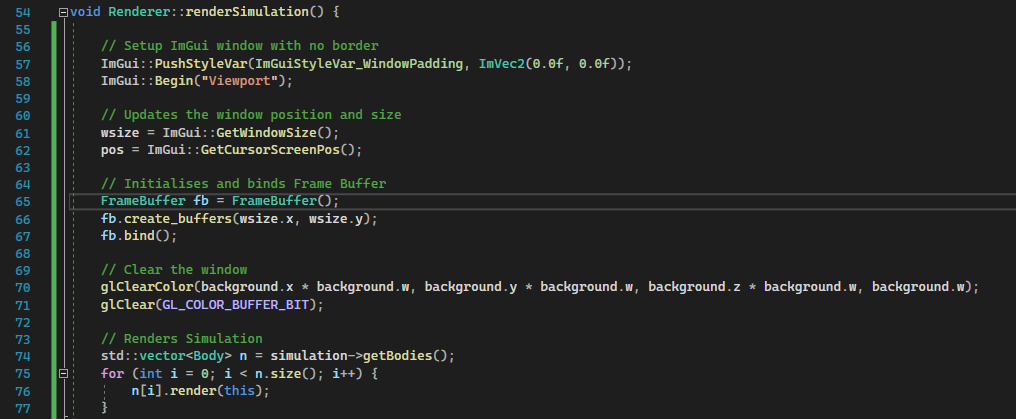 54 void Renderer::renderSimulation() {
55
56 // Setup ImGui window with no border
57 ImGui::PushStyleVar(ImGuiStyleVar_WindowPadding, ImVec2(0.0f, 0.0f));
58 ImGui::Begin("Viewport");
59
60 // Updates the window position and size
61 wsize = ImGui::GetWindowSize();
62 pos = ImGui::GetCursorScreenPos();
63
64 // Initialises and binds Frame Buffer
65 FrameBuffer fb = FrameBuffer();
66 fb.create_buffers(wsize.x, wsize.y);
67 fb.bind();
68
69 // Clear the window
70 glClearColor(background.x * background.w, background.y * background.w, background.z * background.w, background.w);
71 glClear(GL_COLOR_BUFFER_BIT);
72
73 // Renders Simulation
74 std::vector<Body> n = simulation->getBodies();
75 for (int i = 0; i < n.size(); i++) {
76 n[i].render(this);
77 }